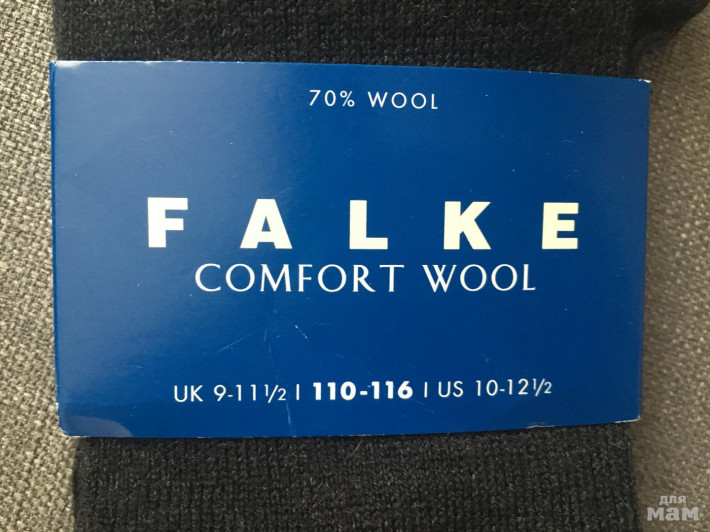 70% WOOL
FALKE
COMFORT WOOL
UK 9-11½ | 110-116 | US 10-12½
для
мам